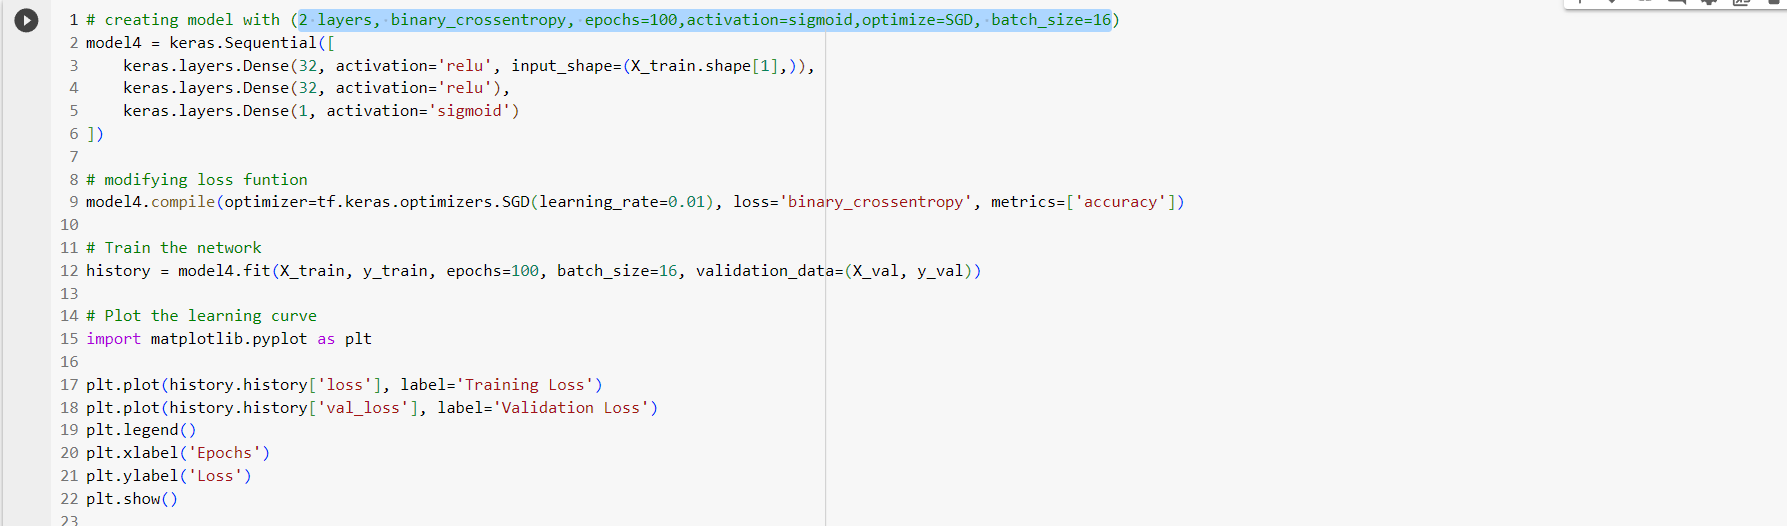 1 # creating model with (2 layers, binary_crossentropy, epochs=100,activation=sigmoid,optimize=SGD, batch_size=16)
2 model4 = keras.Sequential([
3     keras.layers.Dense(32, activation='relu', input_shape=(X_train.shape[1],)),
4     keras.layers.Dense(32, activation='relu'),
5     keras.layers.Dense(1, activation='sigmoid')
6 ])
7
8 # modifying loss funtion
9 model4.compile(optimizer=tf.keras.optimizers.SGD(learning_rate=0.01), loss='binary_crossentropy', metrics=['accuracy'])
10
11 # Train the network
12 history = model4.fit(X_train, y_train, epochs=100, batch_size=16, validation_data=(X_val, y_val))
13
14 # Plot the learning curve
15 import matplotlib.pyplot as plt
16
17 plt.plot(history.history['loss'], label='Training Loss')
18 plt.plot(history.history['val_loss'], label='Validation Loss')
19 plt.legend()
20 plt.xlabel('Epochs')
21 plt.ylabel('Loss')
22 plt.show()
23